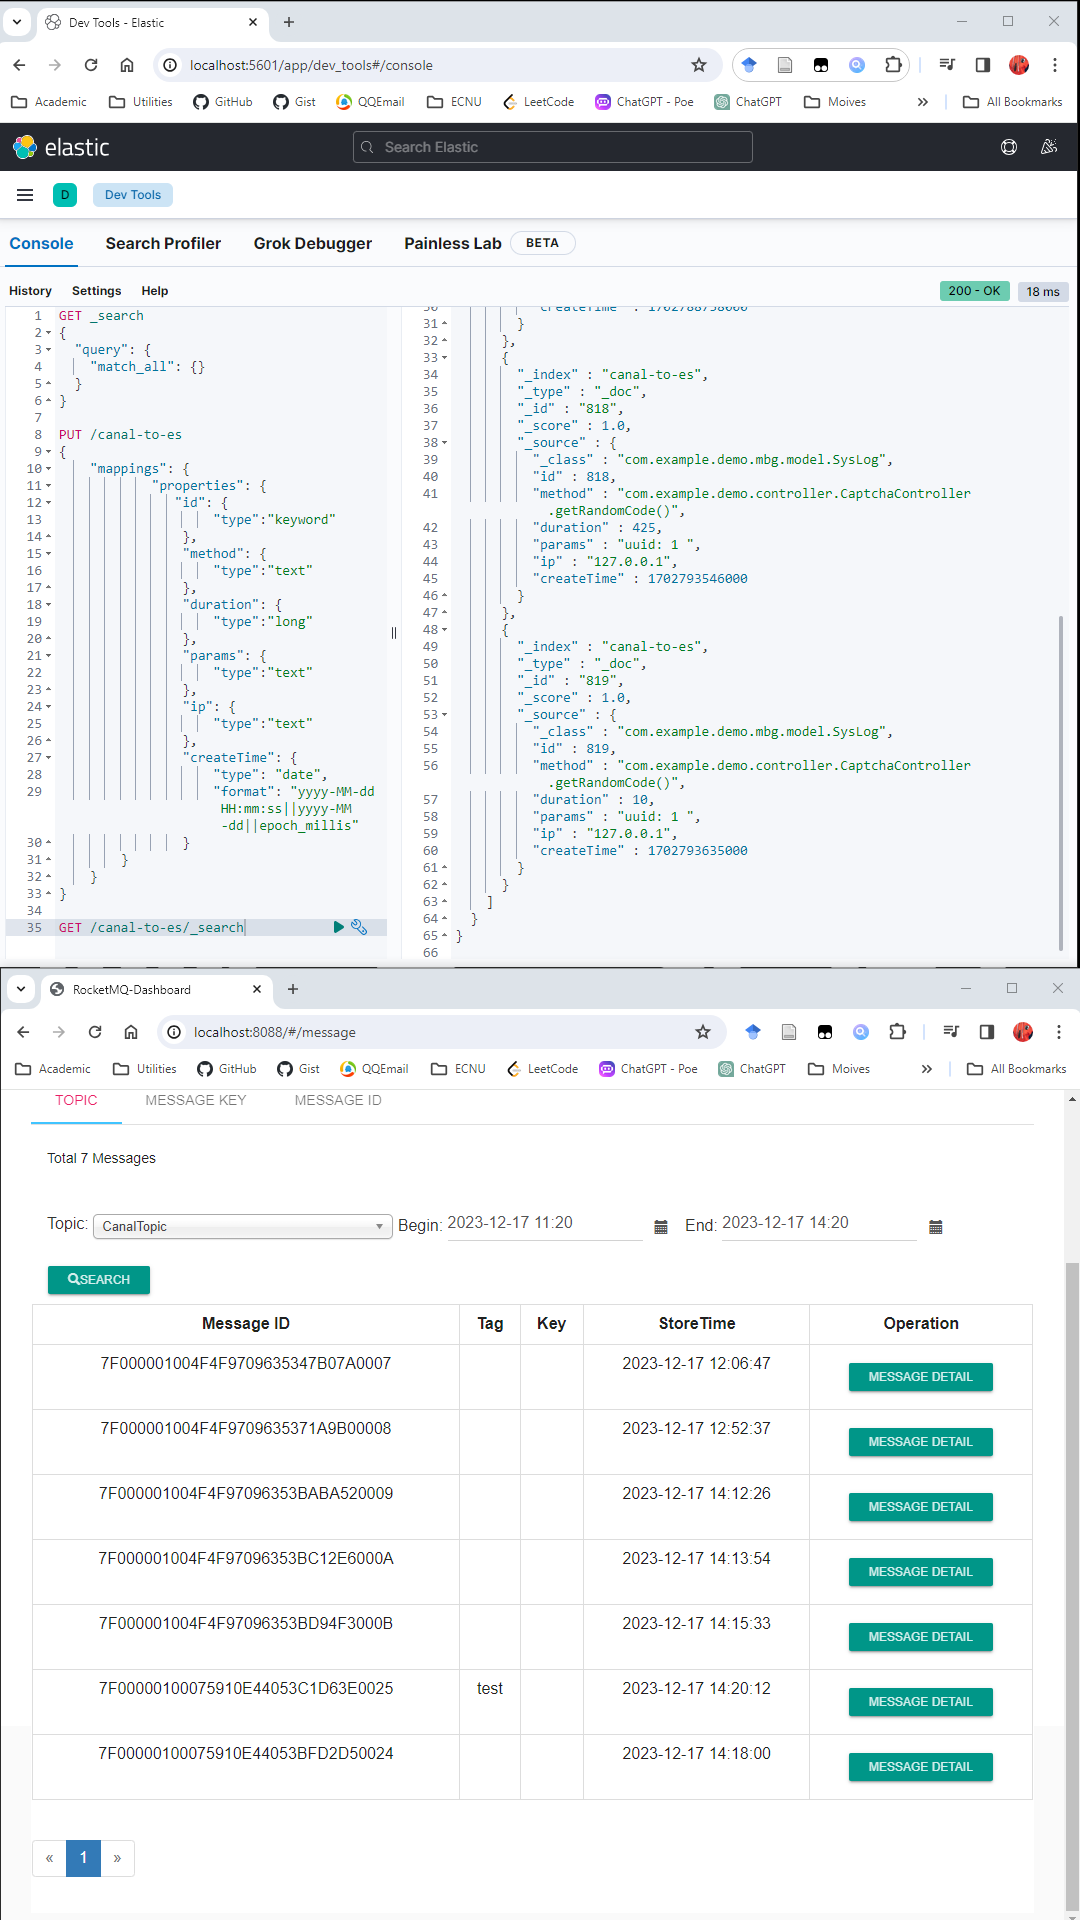 Dev Tools - Elastic
localhost:5601/app/dev_tools#/console
Academic Utilities GitHub Gist QQEmail ECNU LeetCode ChatGPT - Poe ChatGPT Moives » All Bookmarks
elastic Search Elastic
D Dev Tools
Console Search Profiler Grok Debugger Painless Lab BETA
History Settings Help 200 - OK 18 ms
1 GET _search
2 {
3 "query": {
4 "match_all": {}
5 }
6 }
7
8 PUT /canal-to-es
9 {
10 "mappings": {
11 "properties": {
12 "id": {
13 "type":"keyword"
14 },
15 "method": {
16 "type":"text"
17 },
18 "duration": {
19 "type":"long"
20 },
21 "params": {
22 "type":"text"
23 },
24 "ip": {
25 "type":"text"
26 },
27 "createTime": {
28 "type": "date",
29 "format": "yyyy-MM-dd
HH:mm:ss||yyyy-MM
-dd||epoch_millis"
30 }
31 }
32 }
33 }
34
35 GET /canal-to-es/_search
30 "createTime" : 1702788758000
31 }
32 },
33 {
34 "_index" : "canal-to-es",
35 "_type" : "_doc",
36 "_id" : "818",
37 "_score" : 1.0,
38 "_source" : {
39 "_class" : "com.example.demo.mbg.model.SysLog",
40 "id" : 818,
41 "method" : "com.example.demo.controller.CaptchaController
.getRandomCode()",
42 "duration" : 425,
43 "params" : "uuid: 1 ",
44 "ip" : "127.0.0.1",
45 "createTime" : 1702793546000
46 }
47 },
48 {
49 "_index" : "canal-to-es",
50 "_type" : "_doc",
51 "_id" : "819",
52 "_score" : 1.0,
53 "_source" : {
54 "_class" : "com.example.demo.mbg.model.SysLog",
55 "id" : 819,
56 "method" : "com.example.demo.controller.CaptchaController
.getRandomCode()",
57 "duration" : 10,
58 "params" : "uuid: 1 ",
59 "ip" : "127.0.0.1",
60 "createTime" : 1702793635000
61 }
62 }
63 ]
64 }
65 }
66
RocketMQ-Dashboard
localhost:8088/#/message
Academic Utilities GitHub Gist QQEmail ECNU LeetCode ChatGPT - Poe ChatGPT Moives » All Bookmarks
TOPIC MESSAGE KEY MESSAGE ID
Total 7 Messages
Topic: CanalTopic Begin: 2023-12-17 11:20 End: 2023-12-17 14:20
SEARCH
Message ID Tag Key StoreTime Operation
7F000001004F4F9709635347B07A0007 2023-12-17 12:06:47 MESSAGE DETAIL
7F000001004F4F9709635371A9B00008 2023-12-17 12:52:37 MESSAGE DETAIL
7F000001004F4F97096353BABA520009 2023-12-17 14:12:26 MESSAGE DETAIL
7F000001004F4F97096353BC12E6000A 2023-12-17 14:13:54 MESSAGE DETAIL
7F000001004F4F97096353BD94F3000B 2023-12-17 14:15:33 MESSAGE DETAIL
7F00000100075910E44053C1D63E0025 test 2023-12-17 14:20:12 MESSAGE DETAIL
7F00000100075910E44053BFD2D50024 2023-12-17 14:18:00 MESSAGE DETAIL
« 1 »